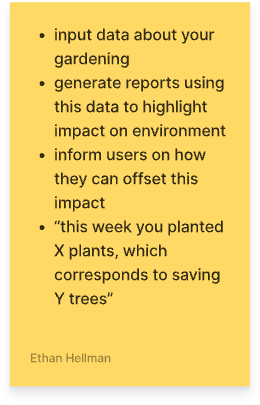 • input data about your
gardening
• generate reports using
this data to highlight
impact on environment
• inform users on how
they can offset this
impact
• “this week you planted
X plants, which
corresponds to saving
Y trees”
Ethan Hellman